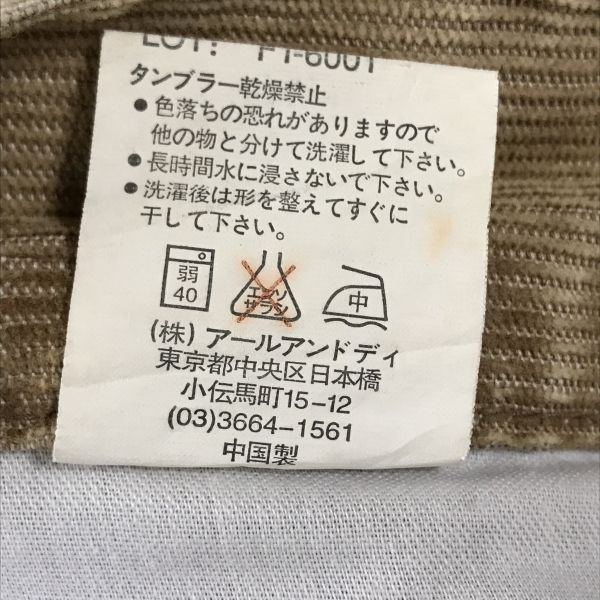 LOT: FT-6001
タンブラー乾燥禁止
● 色落ちの恐れがありますので
他の物と分けて洗濯して下さい。
● 長時間水に浸さないで下さい。
● 洗濯後は形を整えてすぐに
干して下さい。
弱
40
エンソ
サラシ
中
(株) アールアンドディ
東京都中央区日本橋
小伝馬町15-12
(03)3664-1561
中国製